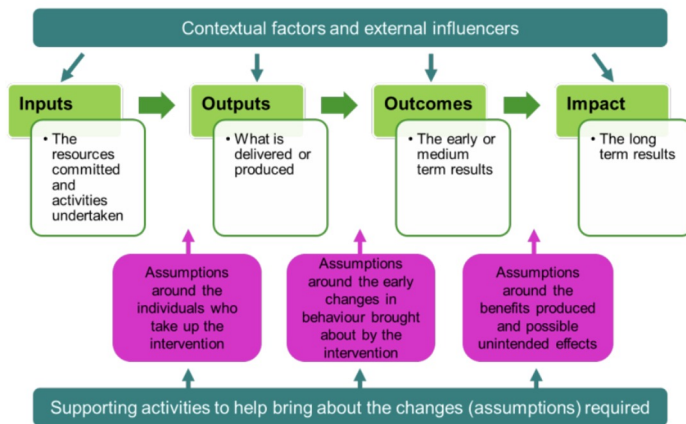 Contextual factors and external influencers
Inputs
• The
resources
committed
and
activities
undertaken
Outputs
• What is
delivered or
produced
Outcomes
• The early or
medium
term results
Impact
• The long
term results
Assumptions
around the
individuals who
take up the
intervention
Assumptions
around the early
changes in
behaviour brought
about by the
intervention
Assumptions
around the
benefits produced
and possible
unintended effects
Supporting activities to help bring about the changes (assumptions) required